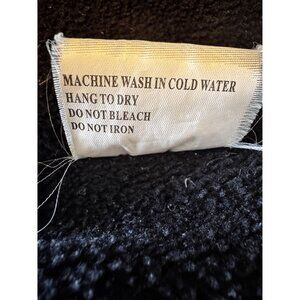 MACHINE WASH IN COLD WATER
HANG TO DRY
DO NOT BLEACH
DO NOT IRON